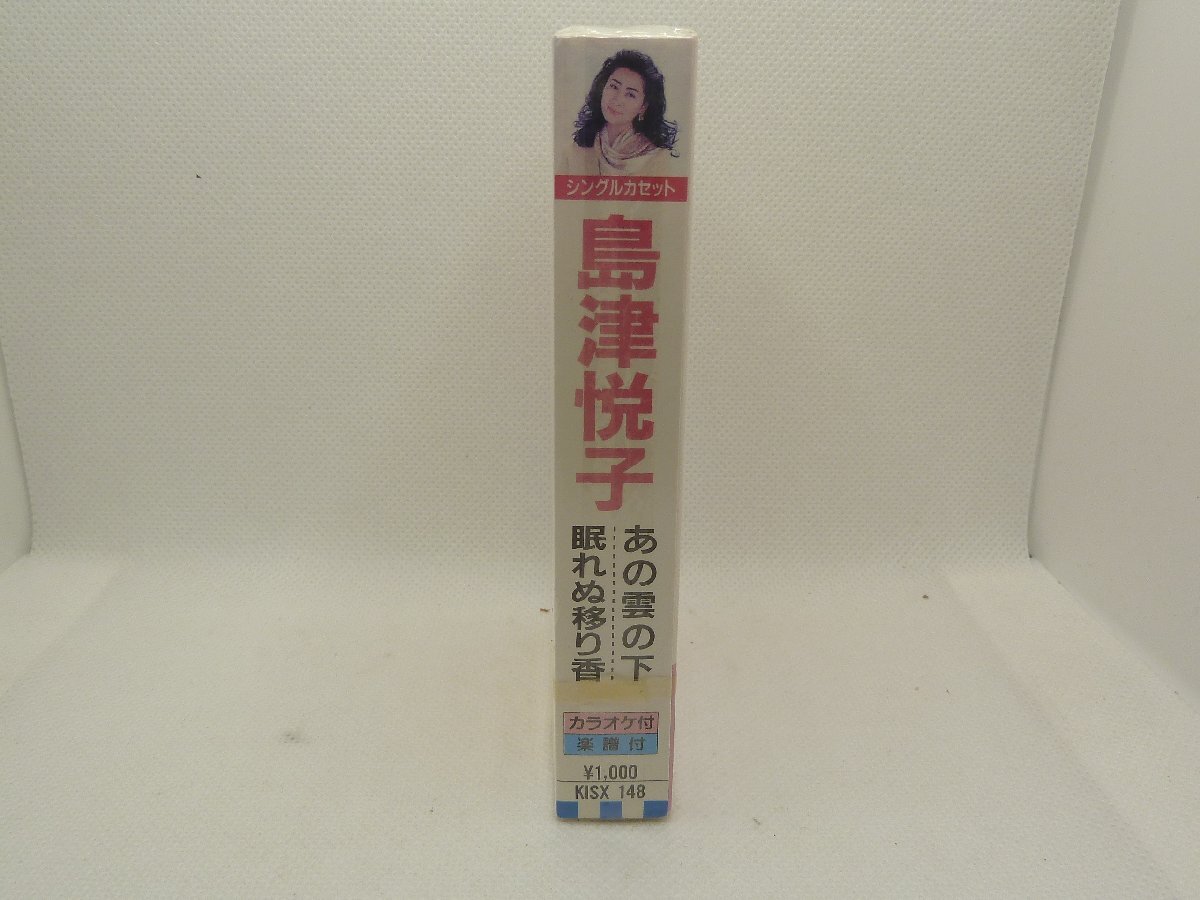 シングルカセット
島津悦子
あの雲の下
眠れぬ移り香
カラオケ付
楽譜付
¥1,000
KISX 148